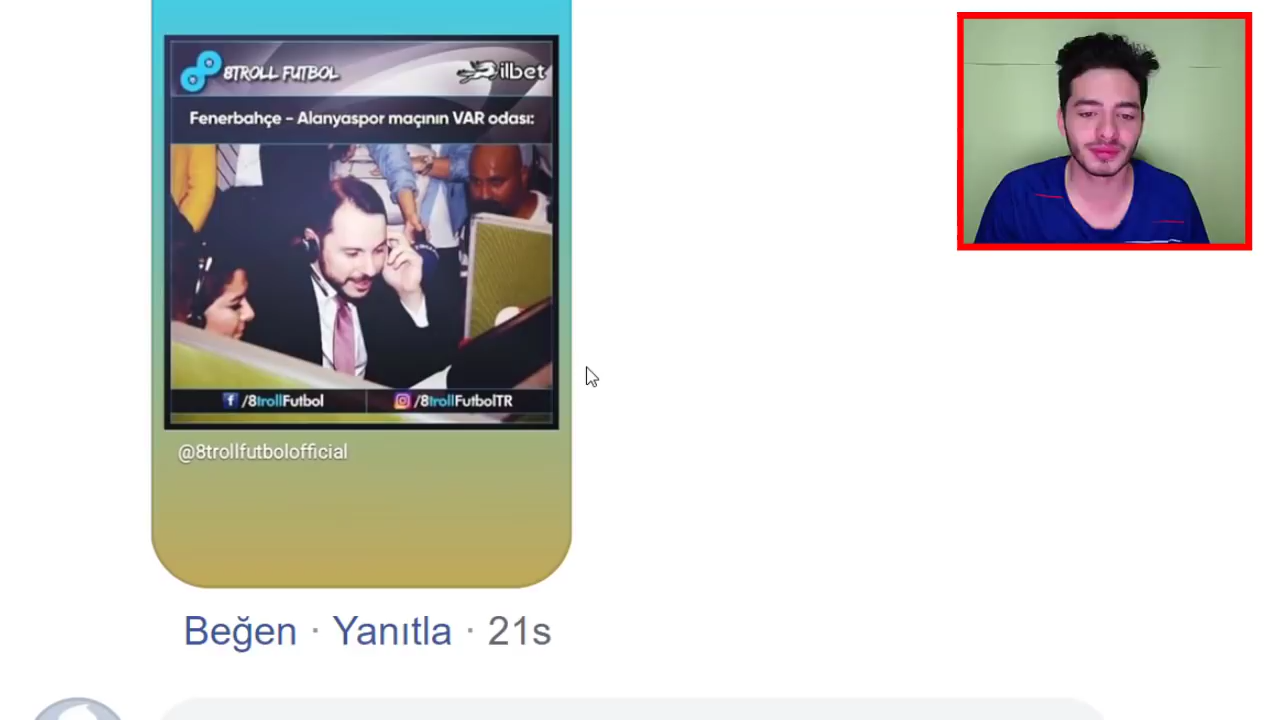 8TROLL FUTBOL
ilbet
Fenerbahçe - Alanyaspor maçının VAR odası:
/8trollFutbol
/8trollFutbolTR
@8trollfutbolofficial
Beğen · Yanıtla · 21s